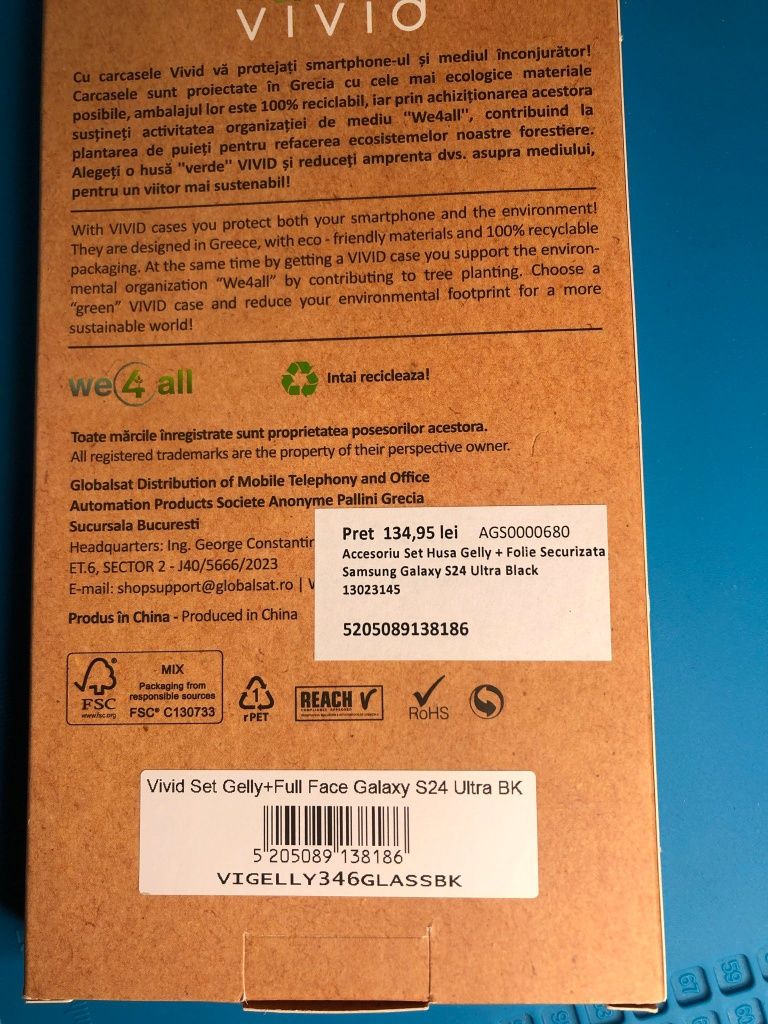 vivid
Cu carcasele Vivid vă protejați smartphone-ul și mediul înconjurător!
Carcasele sunt proiectate în Grecia cu cele mai ecologice materiale
posibile, ambalajul lor este 100% reciclabil, iar prin achiziționarea acestora
susțineți activitatea organizației de mediu "We4all", contribuind la
plantarea de puieți pentru refacerea ecosistemelor noastre forestiere.
Alegeți o husă "verde" VIVID și reduceți amprenta dvs. asupra mediului,
pentru un viitor mai sustenabil!
With VIVID cases you protect both your smartphone and the environment!
They are designed in Greece, with eco - friendly materials and 100% recyclable
packaging. At the same time by getting a VIVID case you support the environ-
mental organization “We4all” by contributing to tree planting. Choose a
“green” VIVID case and reduce your environmental footprint for a more
sustainable world!
we4all
Intai recicleaza!
Toate mărcile înregistrate sunt proprietatea posesorilor acestora.
All registered trademarks are the property of their perspective owner.
Globalsat Distribution of Mobile Telephony and Office
Automation Products Societe Anonyme Pallini Grecia
Sucursala Bucuresti
Headquarters: Ing. George Constantin
ET.6, SECTOR 2 - J40/5666/2023
E-mail: shopsupport@globalsat.ro |
Produs în China - Produced in China
Pret 134,95 lei AGS0000680
Accesoriu Set Husa Gelly + Folie Securizata
Samsung Galaxy S24 Ultra Black
13023145
5205089138186
FSC
www.fsc.org
MIX
Packaging from
responsible sources
FSC® C130733
1
rPET
REACH
RoHS
Vivid Set Gelly+Full Face Galaxy S24 Ultra BK
5 205089 138186
VIGELLY346GLASSBK